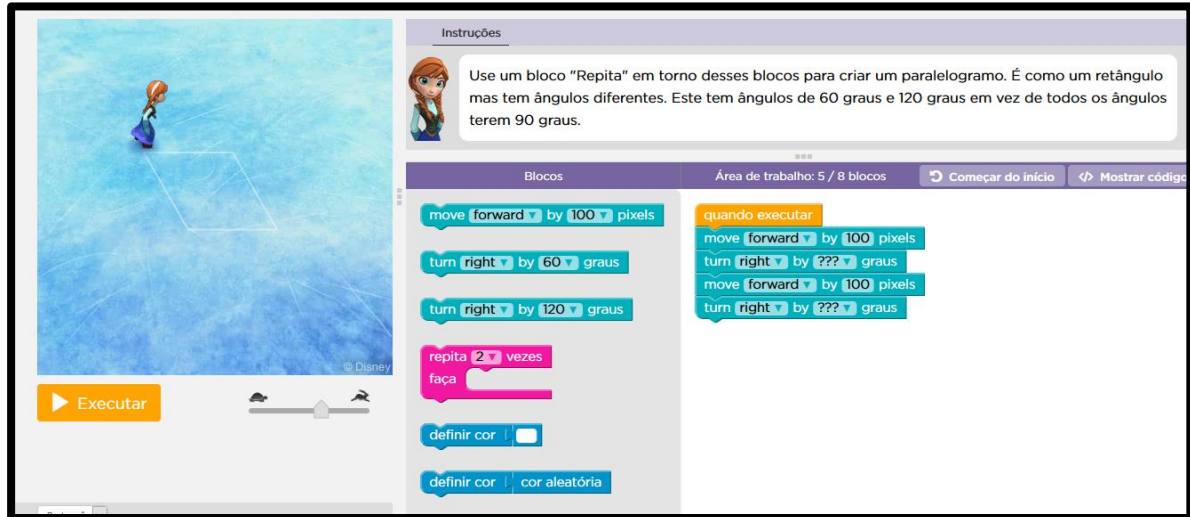 Instruções
Use um bloco "Repita" em torno desses blocos para criar um paralelogramo. É como um retângulo
mas tem ângulos diferentes. Este tem ângulos de 60 graus e 120 graus em vez de todos os ângulos
terem 90 graus.
© Disney
Executar
Blocos
Área de trabalho: 5 / 8 blocos
Começar do início
</> Mostrar código
move forward by 100 pixels
turn right by 60 graus
turn right by 120 graus
repita 2 vezes
faça
definir cor
definir cor cor aleatória
quando executar
move forward by 100 pixels
turn right by ??? graus
move forward by 100 pixels
turn right by ??? graus